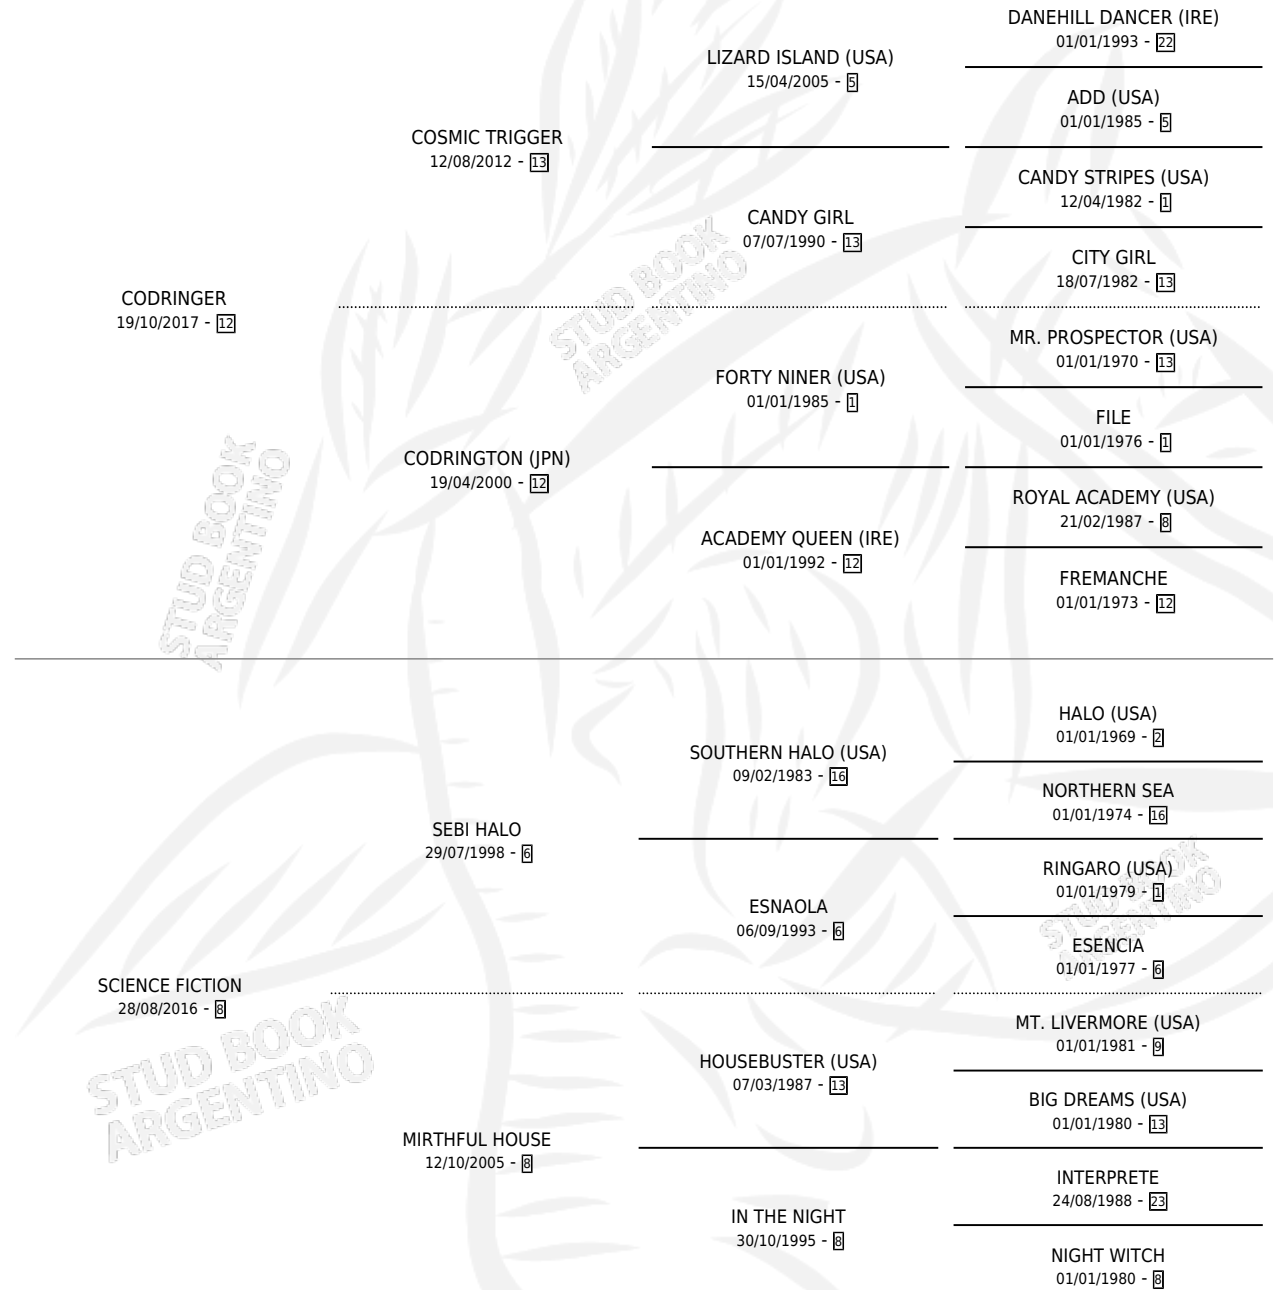 DANEHILL DANCER (IRE)
01/01/1993 - 22
LIZARD ISLAND (USA)
15/04/2005 - 5
ADD (USA)
01/01/1985 - 5
COSMIC TRIGGER
12/08/2012 - 13
CANDY STRIPES (USA)
12/04/1982 - 1
CANDY GIRL
07/07/1990 - 13
CITY GIRL
18/07/1982 - 13
CODRINGER
19/10/2017 - 12
MR. PROSPECTOR (USA)
01/01/1970 - 13
FORTY NINER (USA)
01/01/1985 - 1
FILE
01/01/1976 - 1
CODRINGTON (JPN)
19/04/2000 - 12
ROYAL ACADEMY (USA)
21/02/1987 - 8
ACADEMY QUEEN (IRE)
01/01/1992 - 12
FREMANCHE
01/01/1973 - 12
HALO (USA)
01/01/1969 - 2
SOUTHERN HALO (USA)
09/02/1983 - 16
NORTHERN SEA
01/01/1974 - 16
SEBI HALO
29/07/1998 - 6
RINGARO (USA)
01/01/1979 - 1
ESNAOLA
06/09/1993 - 6
ESENCIA
01/01/1977 - 6
SCIENCE FICTION
28/08/2016 - 8
MT. LIVERMORE (USA)
01/01/1981 - 9
HOUSEBUSTER (USA)
07/03/1987 - 13
BIG DREAMS (USA)
01/01/1980 - 13
MIRTHFUL HOUSE
12/10/2005 - 8
INTERPRETE
24/08/1988 - 23
IN THE NIGHT
30/10/1995 - 8
NIGHT WITCH
01/01/1980 - 8
STUD BOOK
ARGENTINO
STUD BOOK
ARGENTINO
STUD BOOK
ARGENTINO
STUD BOOK
ARGENTINO